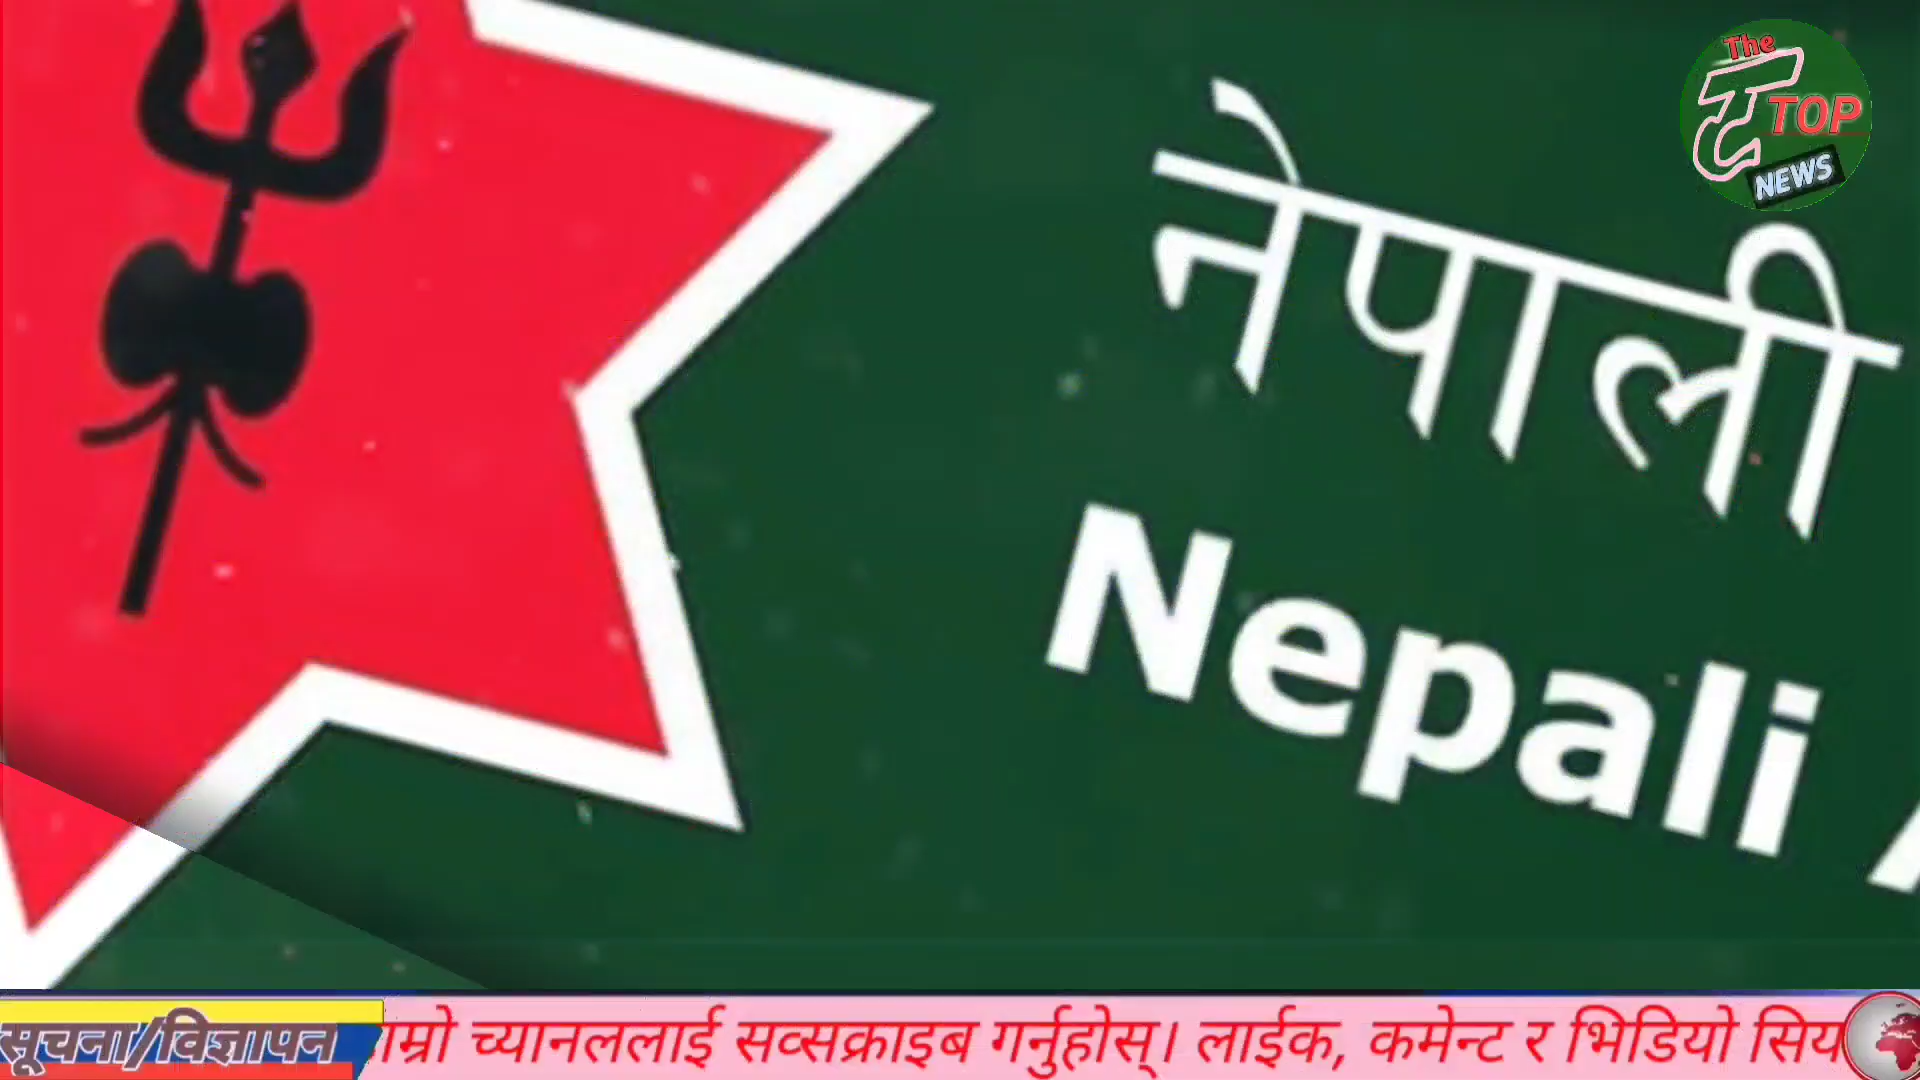 The
ट TOP
NEWS
नेपाली
Nepali
सूचना/विज्ञापन
ाम्रो च्यानललाई सव्सक्राइब गर्नुहोस्। लाईक, कमेन्ट र भिडियो सिय